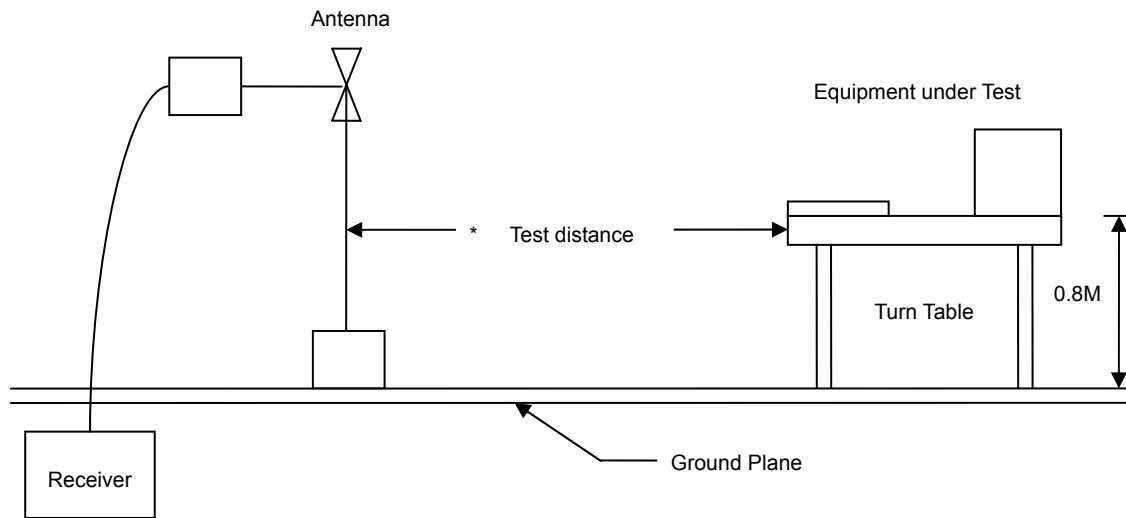 Antenna
Equipment under Test
* Test distance
0.8M
Turn Table
Ground Plane
Receiver